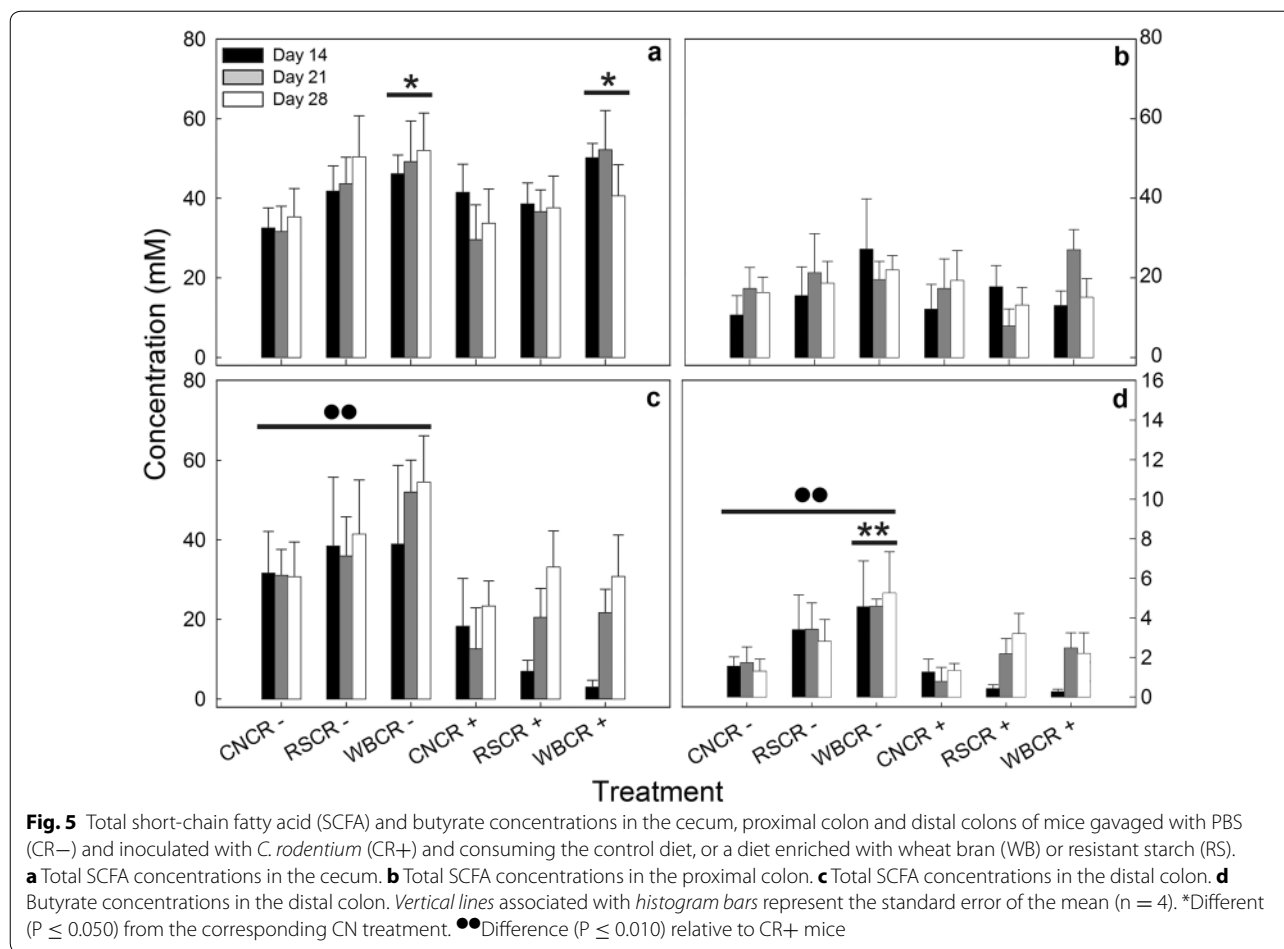 80
60
40
20
0
Day 14
Day 21
Day 28
*
*
a
b
80
60
40
20
0
Concentration (mM)
80
60
40
20
0
●●
c
●●
**
d
16
14
12
10
8
6
4
2
0
CNCR -
RSCR -
WBCR -
CNCR +
RSCR +
WBCR +
CNCR -
RSCR -
WBCR -
CNCR +
RSCR +
WBCR +
Treatment
Fig. 5 Total short-chain fatty acid (SCFA) and butyrate concentrations in the cecum, proximal colon and distal colons of mice gavaged with PBS
(CR−) and inoculated with C. rodentium (CR+) and consuming the control diet, or a diet enriched with wheat bran (WB) or resistant starch (RS).
a Total SCFA concentrations in the cecum. b Total SCFA concentrations in the proximal colon. c Total SCFA concentrations in the distal colon. d
Butyrate concentrations in the distal colon. Vertical lines associated with histogram bars represent the standard error of the mean (n = 4). *Different
(P ≤ 0.050) from the corresponding CN treatment. ●●Difference (P ≤ 0.010) relative to CR+ mice